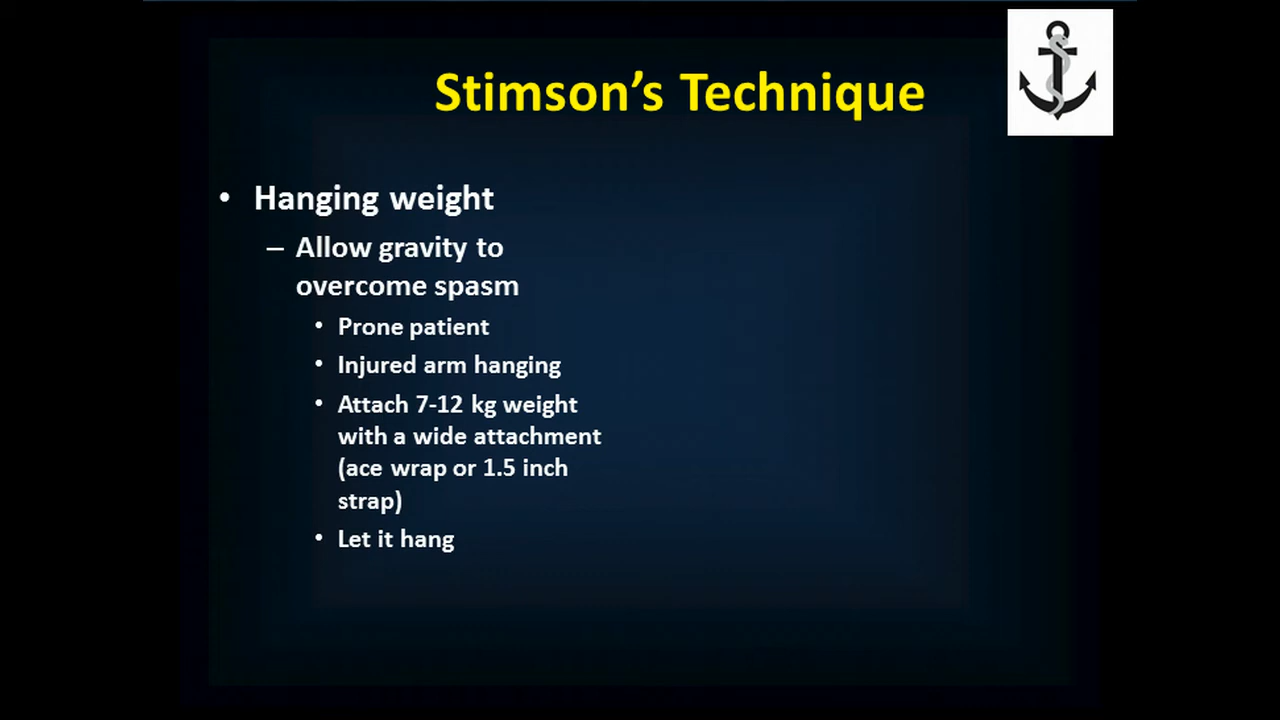 Stimson’s Technique
• Hanging weight
– Allow gravity to
overcome spasm
• Prone patient
• Injured arm hanging
• Attach 7-12 kg weight
with a wide attachment
(ace wrap or 1.5 inch
strap)
• Let it hang